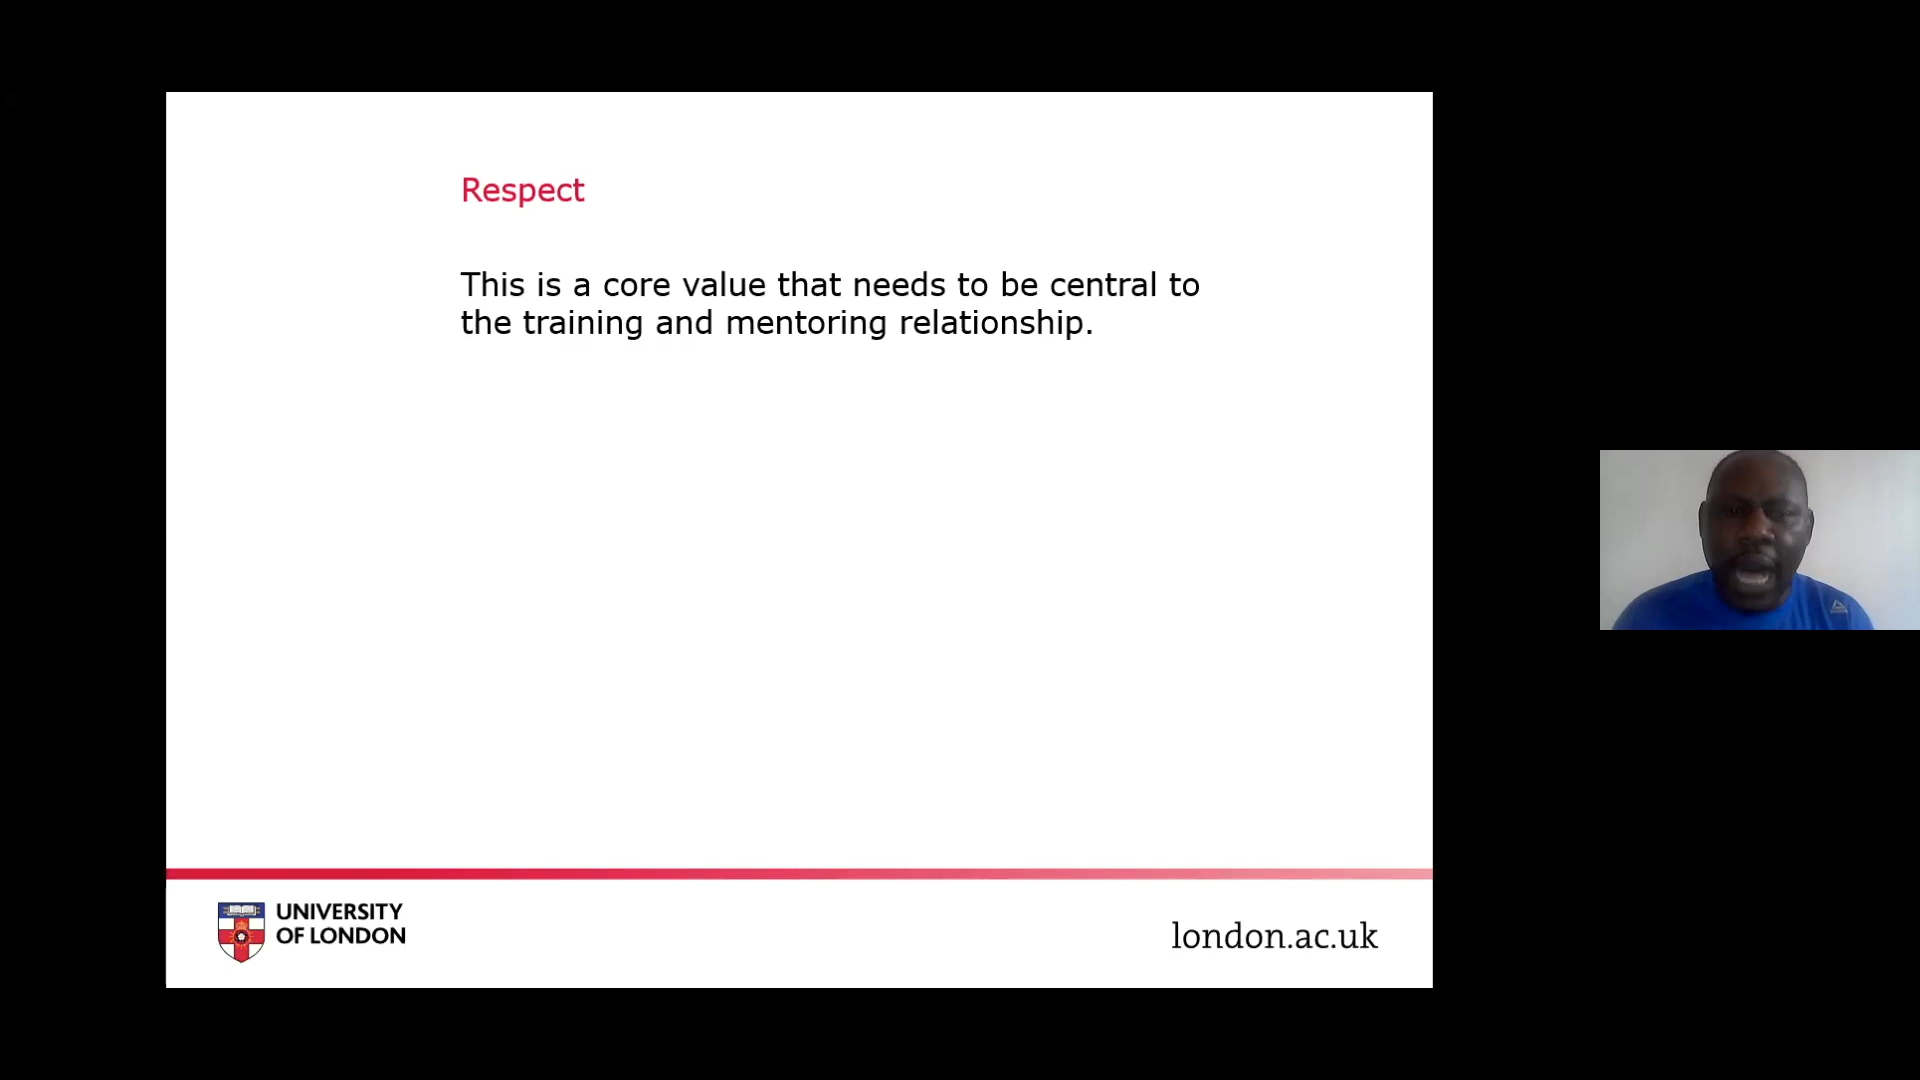 Respect
This is a core value that needs to be central to
the training and mentoring relationship.
UNIVERSITY
OF LONDON
london.ac.uk